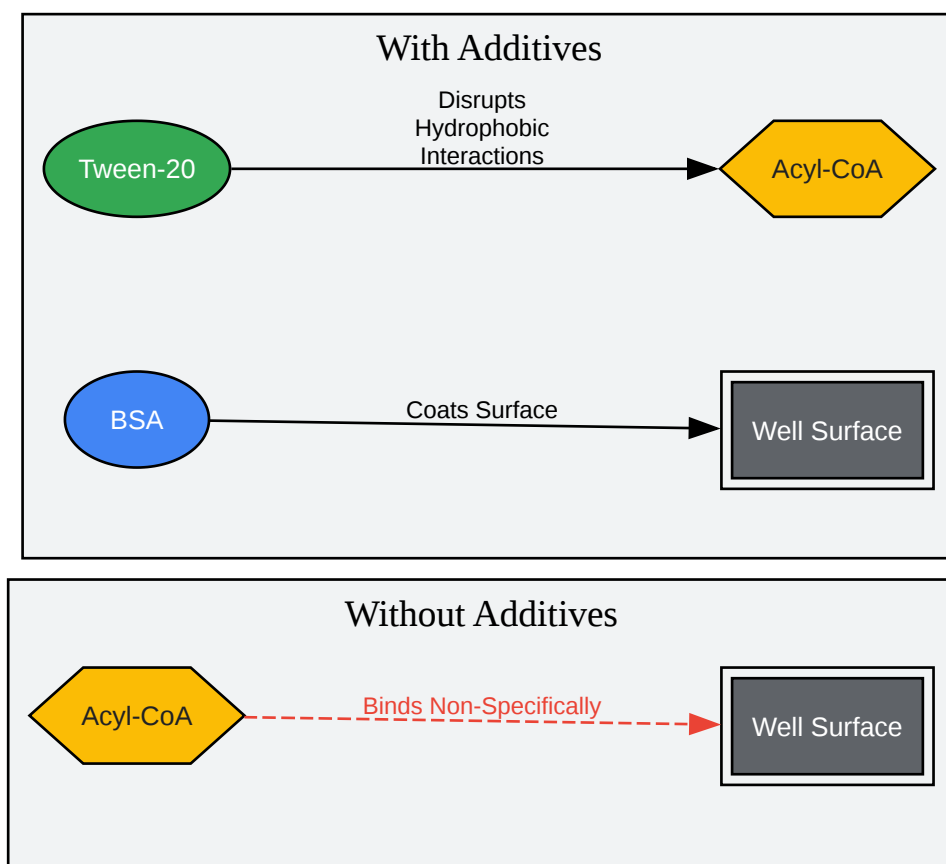 With Additives
Disrupts
Hydrophobic
Interactions
Tween-20
Acyl-CoA
BSA
Coats Surface
Well Surface
Without Additives
Acyl-CoA
Binds Non-Specifically
Well Surface